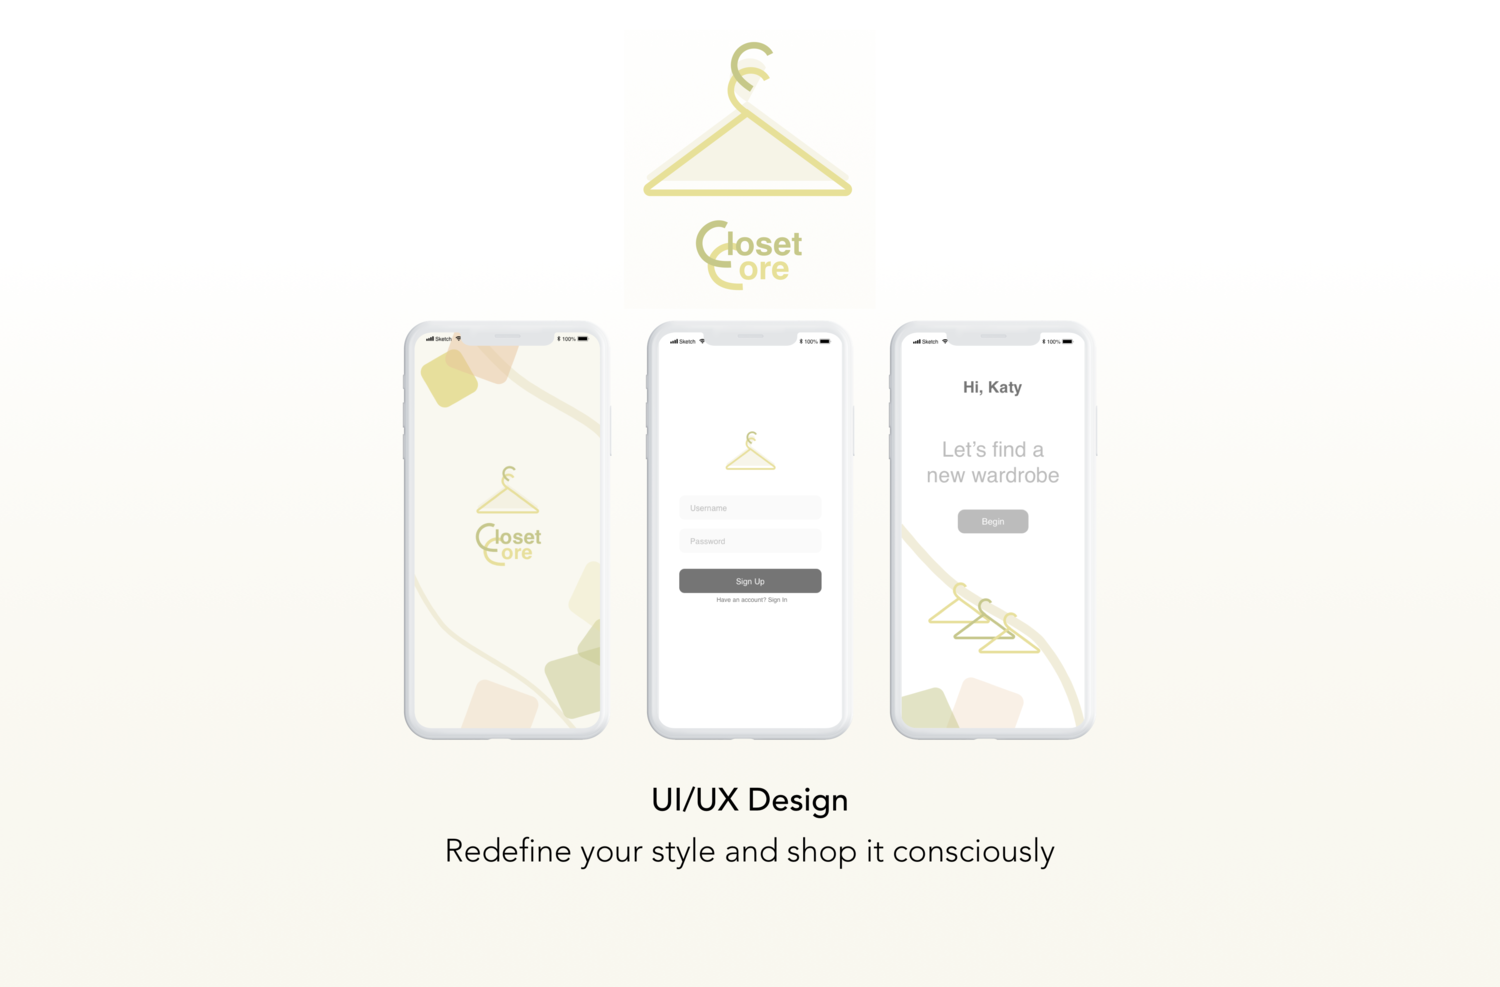 Closet
Core
Sketch 100%
Closet
Core
Sketch 100%
Username
Password
Sign Up
Have an account? Sign In
Sketch 100%
Hi, Katy
Let's find a
new wardrobe
Begin
UI/UX Design
Redefine your style and shop it consciously